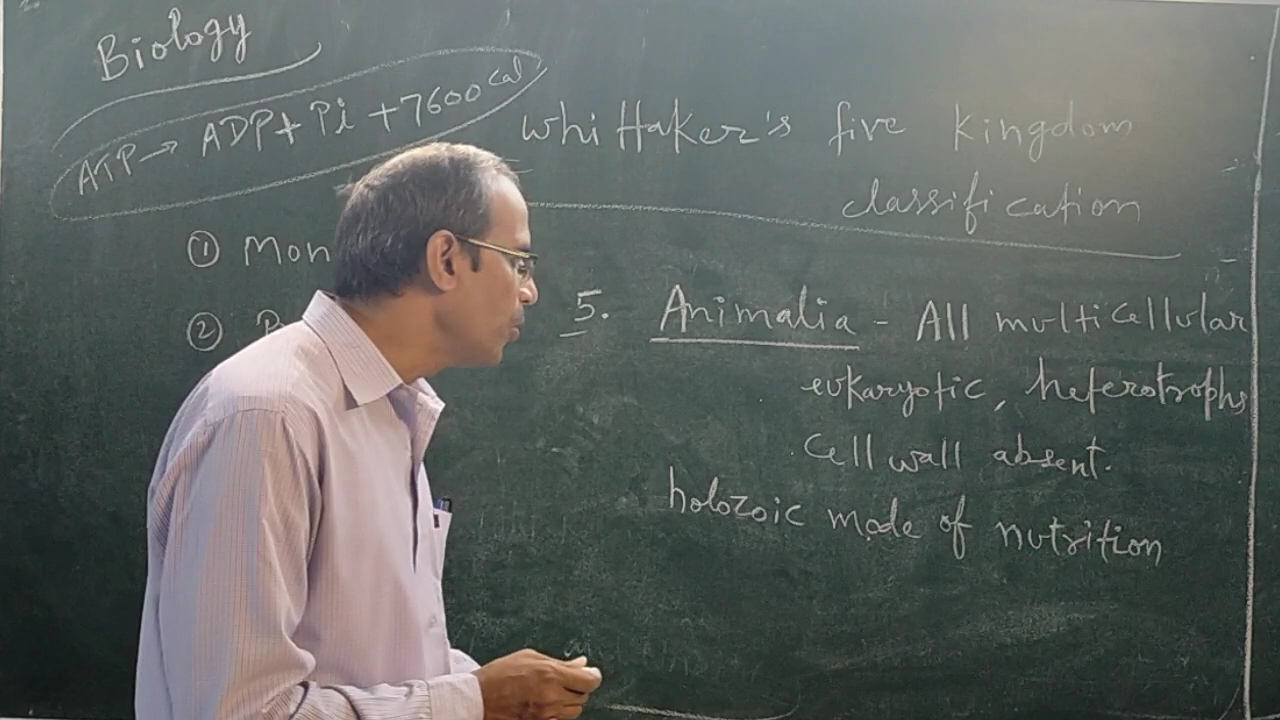 Biology
ATP → ADP + Pi + 7600 cal
Whittaker's five kingdom
classification
① Mon
②
5. Animalia - All multicellular
eukaryotic, heterotrophs
Cell wall absent.
holozoic mode of nutrition